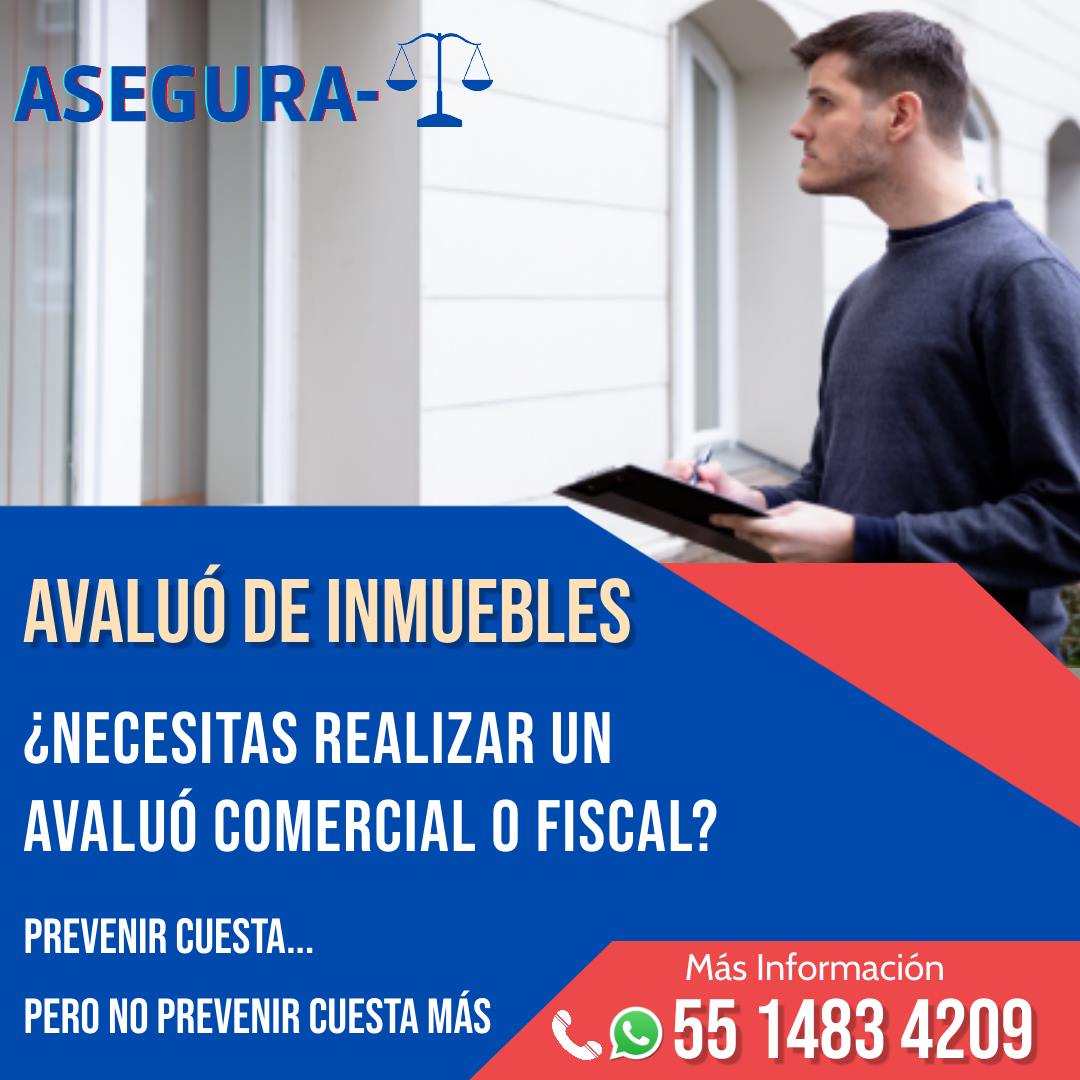 ASEGURA-
AVALUÓ DE INMUEBLES
¿NECESITAS REALIZAR UN
AVALUÓ COMERCIAL O FISCAL?
PREVENIR CUESTA...
PERO NO PREVENIR CUESTA MÁS
Más Información
55 1483 4209